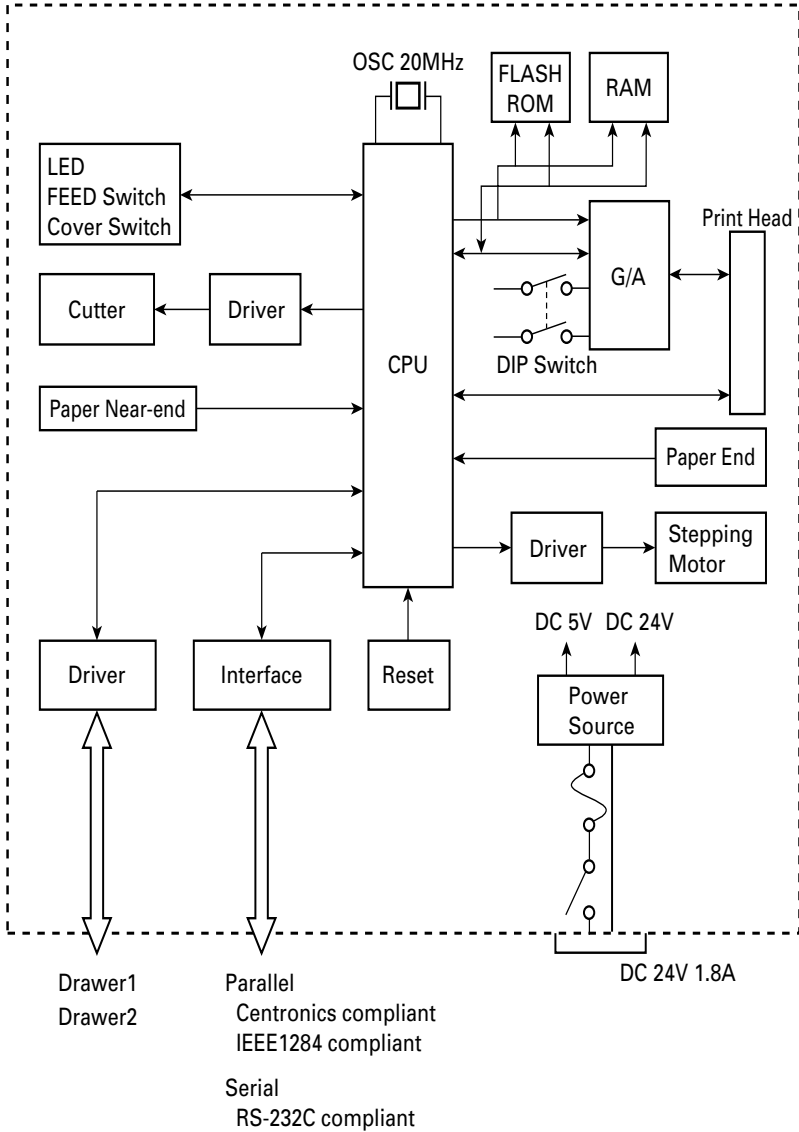 OSC 20MHz
FLASH
ROM
RAM
LED
FEED Switch
Cover Switch
Print Head
G/A
Cutter
Driver
DIP Switch
CPU
Paper Near-end
Paper End
Driver
Stepping
Motor
DC 5V
DC 24V
Driver
Interface
Reset
Power
Source
DC 24V 1.8A
Drawer1
Drawer2
Parallel
Centronics compliant
IEEE1284 compliant
Serial
RS-232C compliant